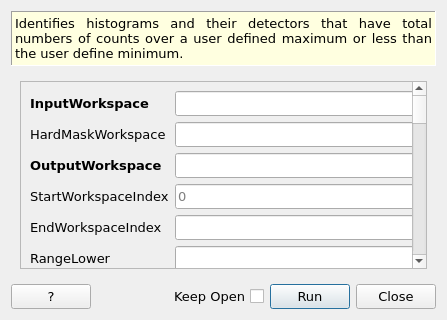 Identifies histograms and their detectors that have total
numbers of counts over a user defined maximum or less than
the user define minimum.
InputWorkspace
HardMaskWorkspace
OutputWorkspace
StartWorkspaceIndex 0
EndWorkspaceIndex
RangeLower
? Keep Open Run Close